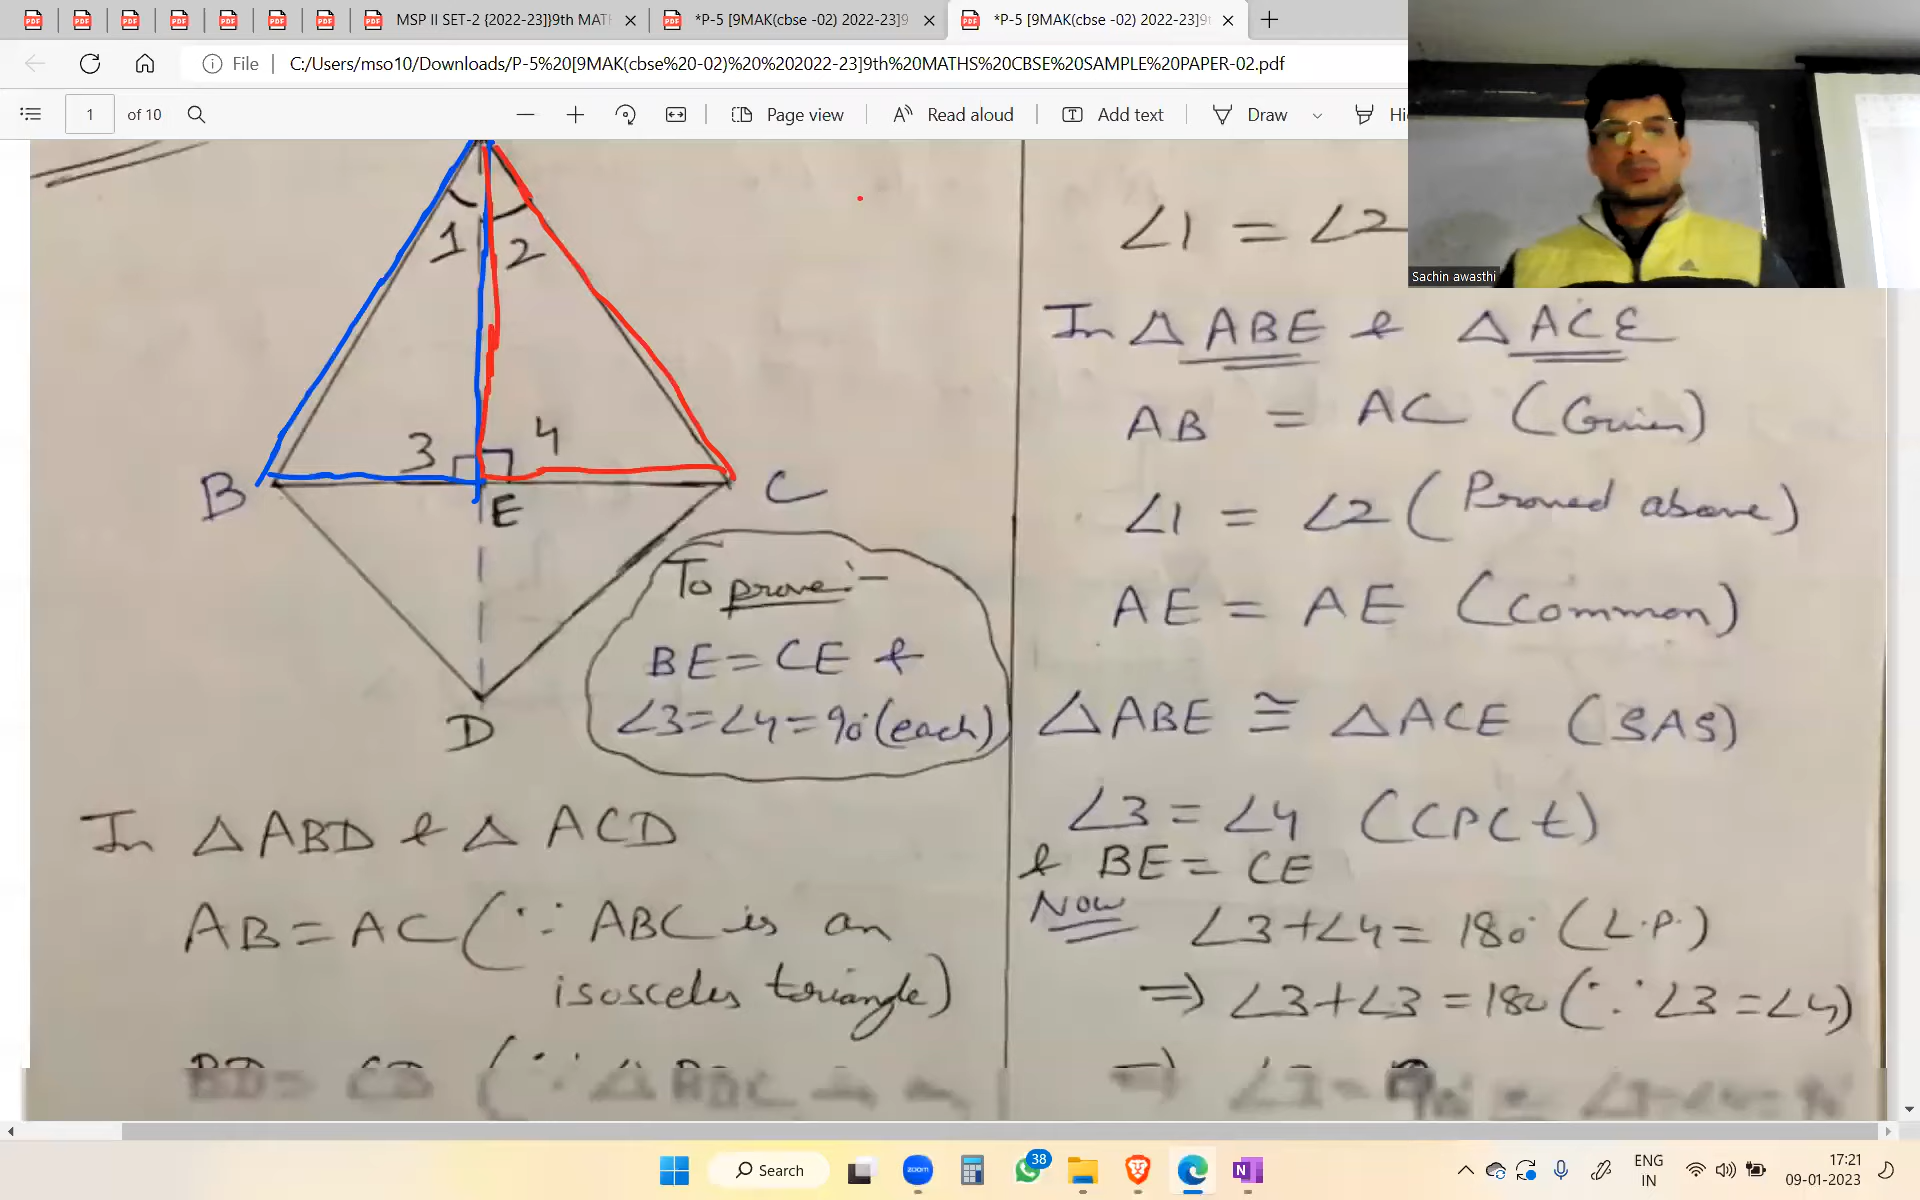 MSP II SET-2 {2022-23]}9th MAT
*P-5 [9MAK(cbse -02) 2022-23]9
*P-5 [9MAK(cbse -02) 2022-23]9t
File
C:/Users/mso10/Downloads/P-5%20[9MAK(cbse%20-02)%20%202022-23]9th%20MATHS%20CBSE%20SAMPLE%20PAPER-02.pdf
1 of 10
Page view
Read aloud
Add text
Draw
Hi
Sachin awasthi
1 2
3 4
B E C
D
To prove:-
BE = CE &
∠3=∠4=90°(each)
In △ ABD & △ ACD
AB = AC (∵ ABC is an
isosceles triangle)
BD = CD (∵ △
∠1 = ∠2
In △ ABE & △ ACE
AB = AC (Given)
∠1 = ∠2 (Proved above)
AE = AE (common)
△ABE ≅ △ACE (SAS)
∠3 = ∠4 (CPCt)
& BE = CE
Now ∠3+∠4 = 180° (L.P.)
⇒ ∠3+∠3 = 180 (∵ ∠3 = ∠4)
Search
zoom
38
ENG
IN
17:21
09-01-2023